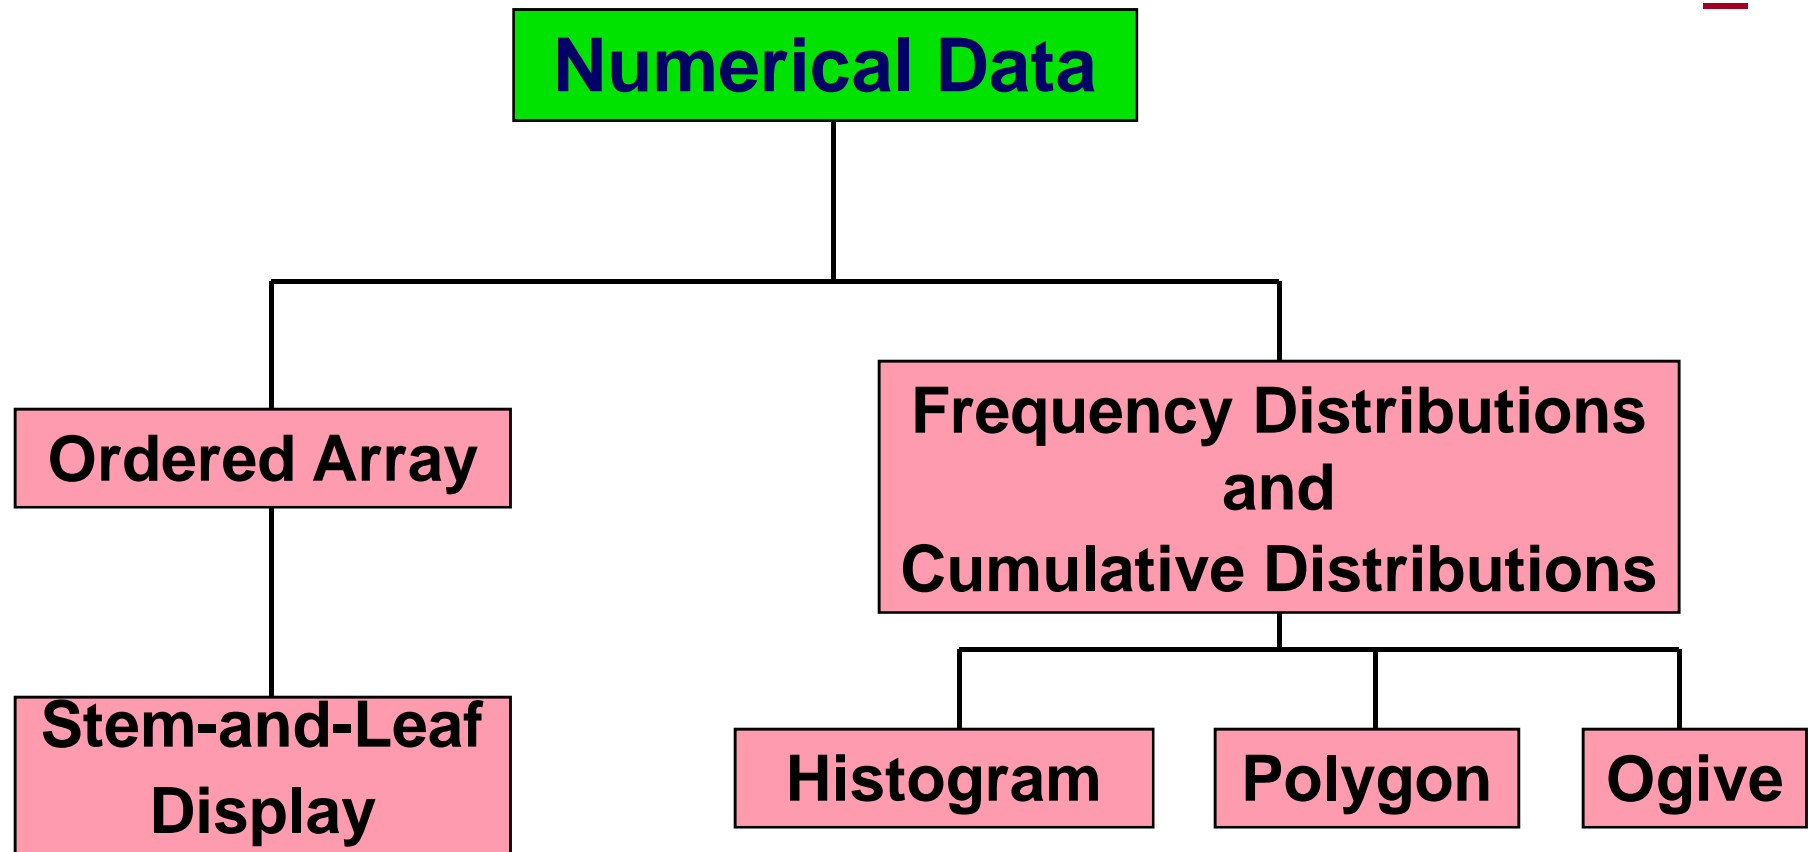 Numerical Data
Ordered Array
Frequency Distributions
and
Cumulative Distributions
Stem-and-Leaf
Display
Histogram
Polygon
Ogive